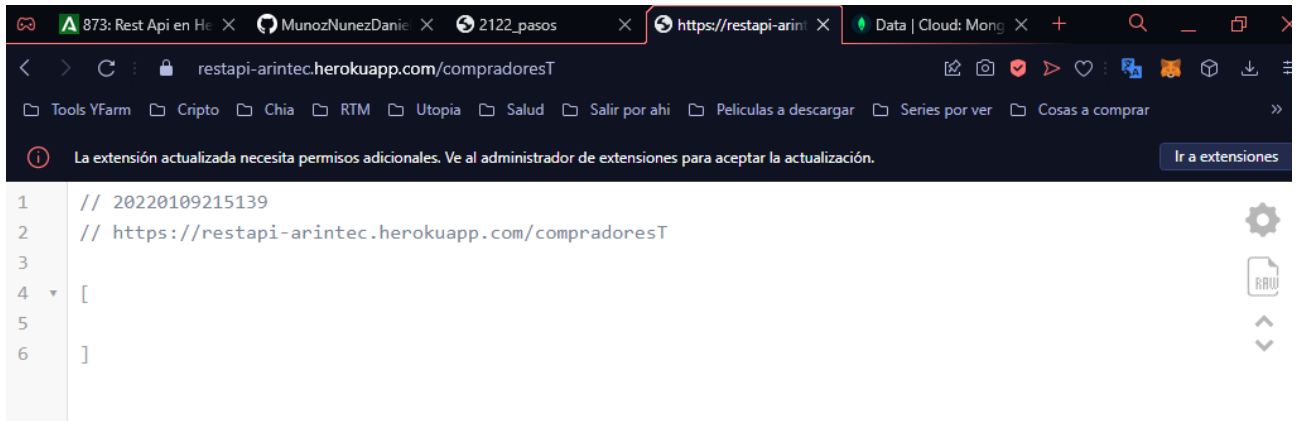 873: Rest Api en He
MunozNunezDaniel
2122_pasos
https://restapi-arint
Data | Cloud: Mong
restapi-arintec.herokuapp.com/compradoresT
Tools YFarm Cripto Chia RTM Utopia Salud Salir por ahi Peliculas a descargar Series por ver Cosas a comprar »
La extensión actualizada necesita permisos adicionales. Ve al administrador de extensiones para aceptar la actualización. Ir a extensiones
1 // 20220109215139
2 // https://restapi-arintec.herokuapp.com/compradoresT
3
4 [
5
6 ]
RAW